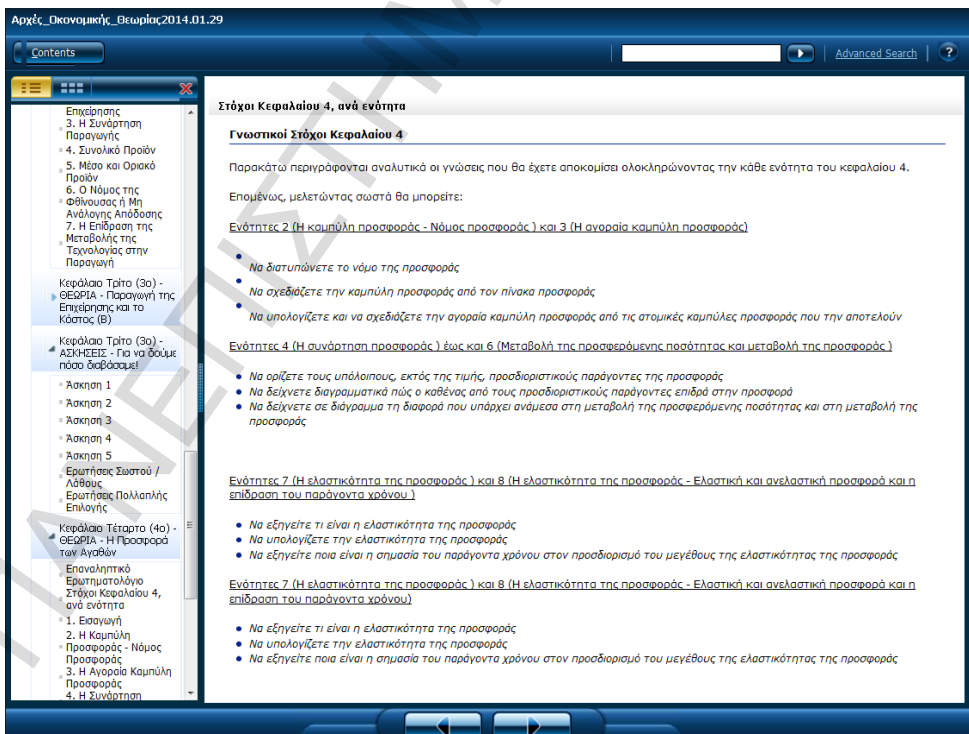 Αρχές_Οικονομικής_Θεωρίας2014.01.29
Contents
Advanced Search
?
Επιχείρησης
3. Η Συνάρτηση
Παραγωγής
4. Συνολικό Προϊόν
5. Μέσο και Οριακό
Προϊόν
6. Ο Νόμος της
Φθίνουσας ή Μη
Ανάλογης Απόδοσης
7. Η Επίδραση της
Μεταβολής της
Τεχνολογίας στην
Παραγωγή
Κεφάλαιο Τρίτο (3ο) -
ΘΕΩΡΙΑ - Παραγωγή της
Επιχείρησης και το
Κόστος (Β)
Κεφάλαιο Τρίτο (3ο) -
ΑΣΚΗΣΕΙΣ - Για να δούμε
πόσο διαβάσαμε!
Άσκηση 1
Άσκηση 2
Άσκηση 3
Άσκηση 4
Άσκηση 5
Ερωτήσεις Σωστού /
Λάθους
Ερωτήσεις Πολλαπλής
Επιλογής
Κεφάλαιο Τέταρτο (4ο) -
ΘΕΩΡΙΑ - Η Προσφορά
των Αγαθών
Επαναληπτικό
Ερωτηματολόγιο
Στόχοι Κεφαλαίου 4,
ανά ενότητα
1. Εισαγωγή
2. Η Καμπύλη
Προσφοράς - Νόμος
Προσφοράς
3. Η Αγοραία Καμπύλη
Προσφοράς
4. Η Συνάρτηση
Στόχοι Κεφαλαίου 4, ανά ενότητα
Γνωστικοί Στόχοι Κεφαλαίου 4
Παρακάτω περιγράφονται αναλυτικά οι γνώσεις που θα έχετε αποκομίσει ολοκληρώνοντας την κάθε ενότητα του κεφαλαίου 4.
Επομένως, μελετώντας σωστά θα μπορείτε:
Ενότητες 2 (Η καμπύλη προσφοράς - Νόμος προσφοράς ) και 3 (Η αγοραία καμπύλη προσφοράς)
Να διατυπώνετε το νόμο της προσφοράς
Να σχεδιάζετε την καμπύλη προσφοράς από τον πίνακα προσφοράς
Να υπολογίζετε και να σχεδιάζετε την αγοραία καμπύλη προσφοράς από τις ατομικές καμπύλες προσφοράς που την αποτελούν
Ενότητες 4 (Η συνάρτηση προσφοράς ) έως και 6 (Μεταβολή της προσφερόμενης ποσότητας και μεταβολή της προσφοράς )
Να ορίζετε τους υπόλοιπους, εκτός της τιμής, προσδιοριστικούς παράγοντες της προσφοράς
Να δείχνετε διαγραμματικά πώς ο καθένας από τους προσδιοριστικούς παράγοντες επιδρά στην προσφορά
Να δείχνετε σε διάγραμμα τη διαφορά που υπάρχει ανάμεσα στη μεταβολή της προσφερόμενης ποσότητας και στη μεταβολή της
προσφοράς
Ενότητες 7 (Η ελαστικότητα της προσφοράς ) και 8 (Η ελαστικότητα της προσφοράς - Ελαστική και ανελαστική προσφορά και η
επίδραση του παράγοντα χρόνου )
Να εξηγείτε τι είναι η ελαστικότητα της προσφοράς
Να υπολογίζετε την ελαστικότητα της προσφοράς
Να εξηγείτε ποια είναι η σημασία του παράγοντα χρόνου στον προσδιορισμό του μεγέθους της ελαστικότητας της προσφοράς
Ενότητες 7 (Η ελαστικότητα της προσφοράς ) και 8 (Η ελαστικότητα της προσφοράς - Ελαστική και ανελαστική προσφορά και η
επίδραση του παράγοντα χρόνου)
Να εξηγείτε τι είναι η ελαστικότητα της προσφοράς
Να υπολογίζετε την ελαστικότητα της προσφοράς
Να εξηγείτε ποια είναι η σημασία του παράγοντα χρόνου στον προσδιορισμό του μεγέθους της ελαστικότητας της προσφοράς